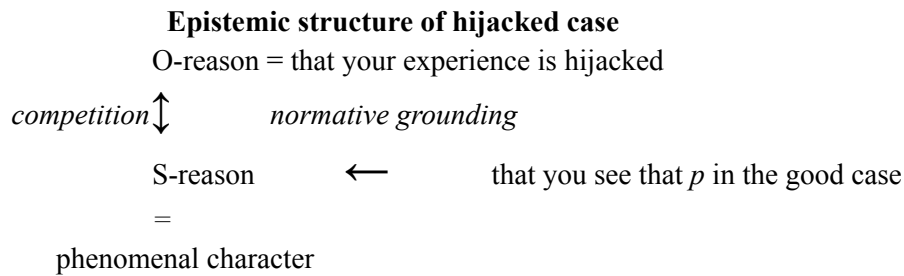 Epistemic structure of hijacked case
O-reason = that your experience is hijacked
competition ↕ normative grounding
S-reason ← that you see that p in the good case
=
phenomenal character